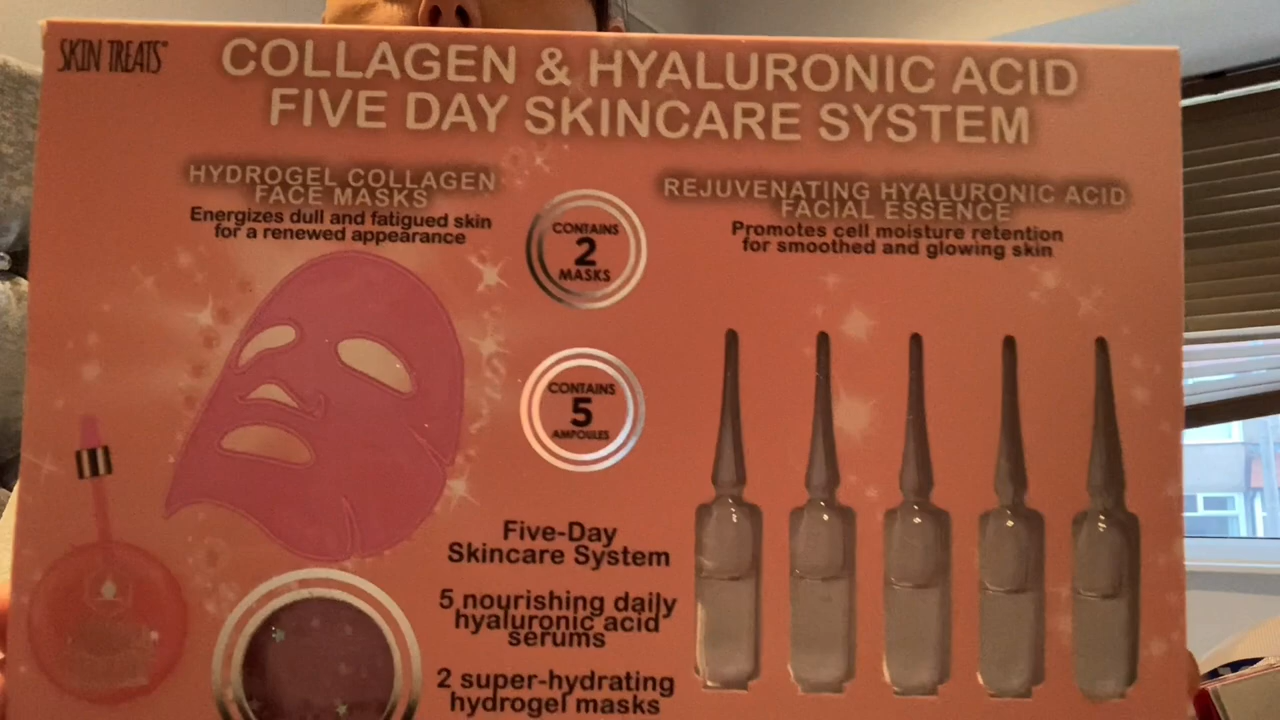 SKIN TREATS™
COLLAGEN & HYALURONIC ACID
FIVE DAY SKINCARE SYSTEM
HYDROGEL COLLAGEN
FACE MASKS
Energizes dull and fatigued skin
for a renewed appearance
CONTAINS
2
MASKS
REJUVENATING HYALURONIC ACID
FACIAL ESSENCE
Promotes cell moisture retention
for smoothed and glowing skin
CONTAINS
5
AMPOULES
Five-Day
Skincare System
5 nourishing daily
hyaluronic acid
serums
2 super-hydrating
hydrogel masks